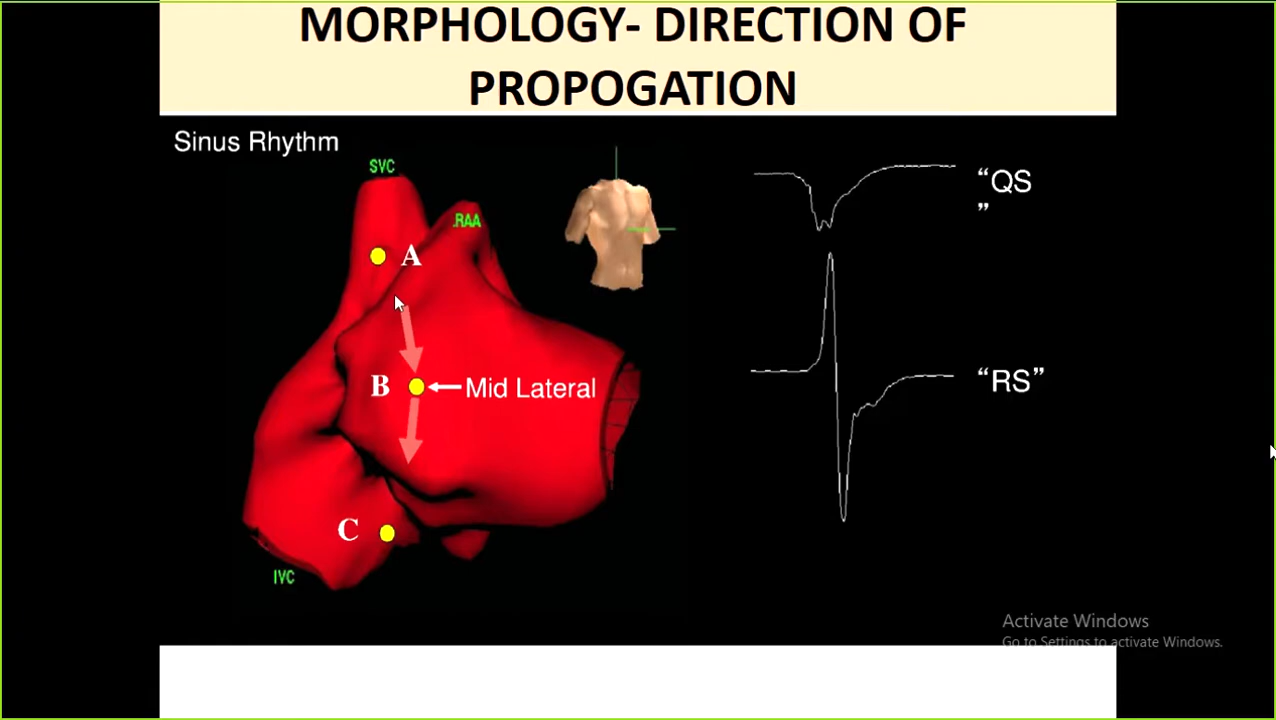 MORPHOLOGY- DIRECTION OF
PROPOGATION
Sinus Rhythm
SVC
RAA
A
B
Mid Lateral
C
IVC
“QS
”
“RS”
Activate Windows
Go to Settings to activate Windows.